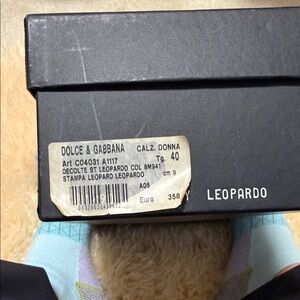 DOLCE & GABBANA CALZ. DONNA
Art C04031 A1117 Tg. 40
DECOLTE ST LEOPARDO COL 8M941
STAMPA LEOPARD LEOPARDO cm 9
A05
Euro 350
LEOPARDO